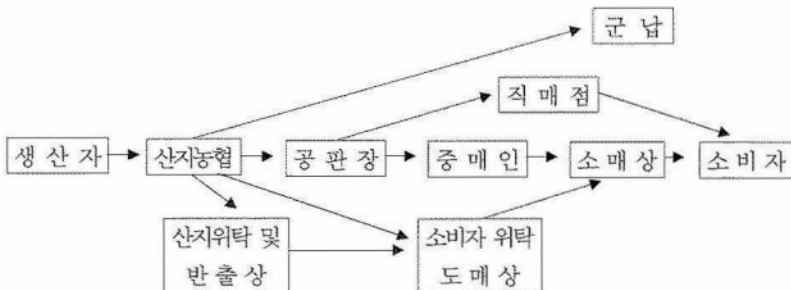 군 납
직 매 점
생 산 자
산지농협
공 판 장
중 매 인
소 매 상
소 비 자
산지위탁 및
반 출 상
소비자 위탁
도 매 상